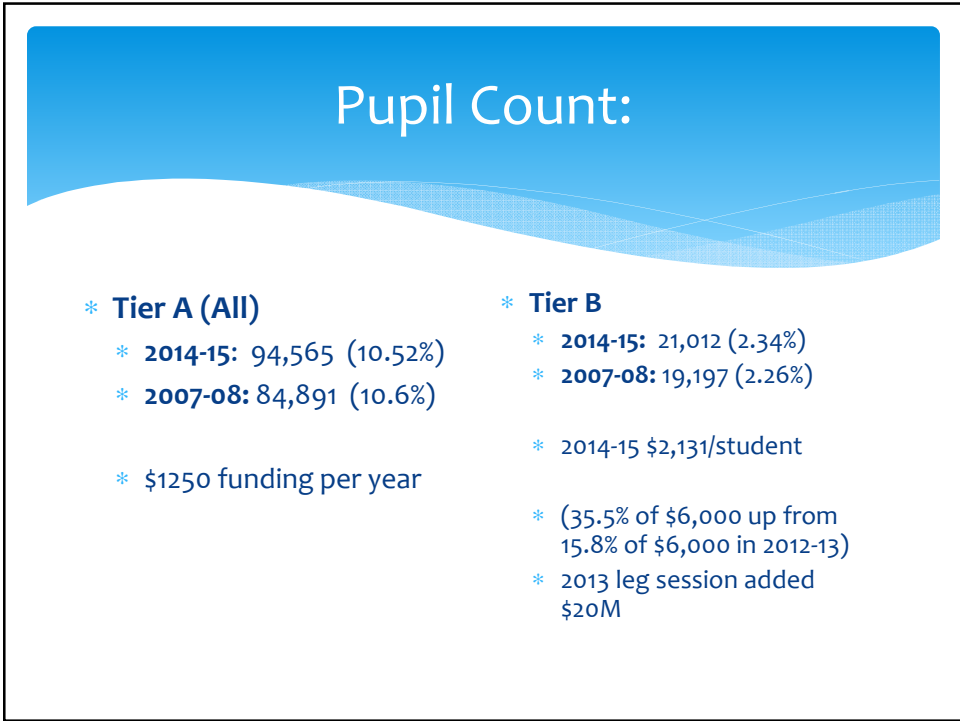 Pupil Count:
* Tier A (All)
* 2014-15: 94,565 (10.52%)
* 2007-08: 84,891 (10.6%)
* $1250 funding per year
* Tier B
* 2014-15: 21,012 (2.34%)
* 2007-08: 19,197 (2.26%)
* 2014-15 $2,131/student
* (35.5% of $6,000 up from
15.8% of $6,000 in 2012-13)
* 2013 leg session added
$20M